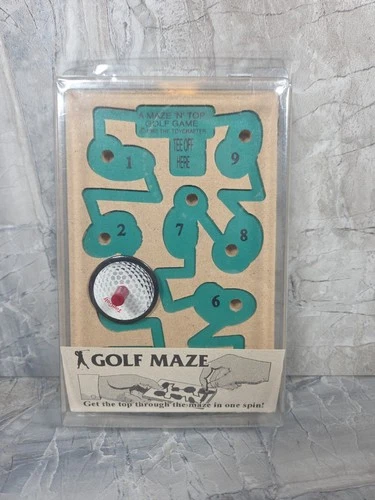 A MAZE 'N' TOP
GOLF GAME
TEE OFF
HERE
1
9
2
7
8
6
GOLF MAZE
Get the top through the maze in one spin!